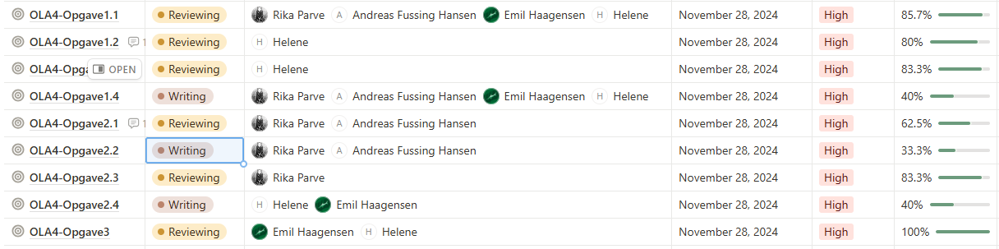 OLA4-Opgave1.1 Reviewing Rika Parve A Andreas Fussing Hansen Emil Haagensen H Helene November 28, 2024 High 85.7%
OLA4-Opgave1.2 1 Reviewing H Helene November 28, 2024 High 80%
OLA4-Opga OPEN Reviewing H Helene November 28, 2024 High 83.3%
OLA4-Opgave1.4 Writing Rika Parve A Andreas Fussing Hansen Emil Haagensen H Helene November 28, 2024 High 40%
OLA4-Opgave2.1 1 Reviewing Rika Parve A Andreas Fussing Hansen November 28, 2024 High 62.5%
OLA4-Opgave2.2 Writing Rika Parve A Andreas Fussing Hansen November 28, 2024 High 33.3%
OLA4-Opgave2.3 Reviewing Rika Parve November 28, 2024 High 83.3%
OLA4-Opgave2.4 Writing H Helene Emil Haagensen November 28, 2024 High 40%
OLA4-Opgave3 Reviewing Emil Haagensen H Helene November 28, 2024 High 100%